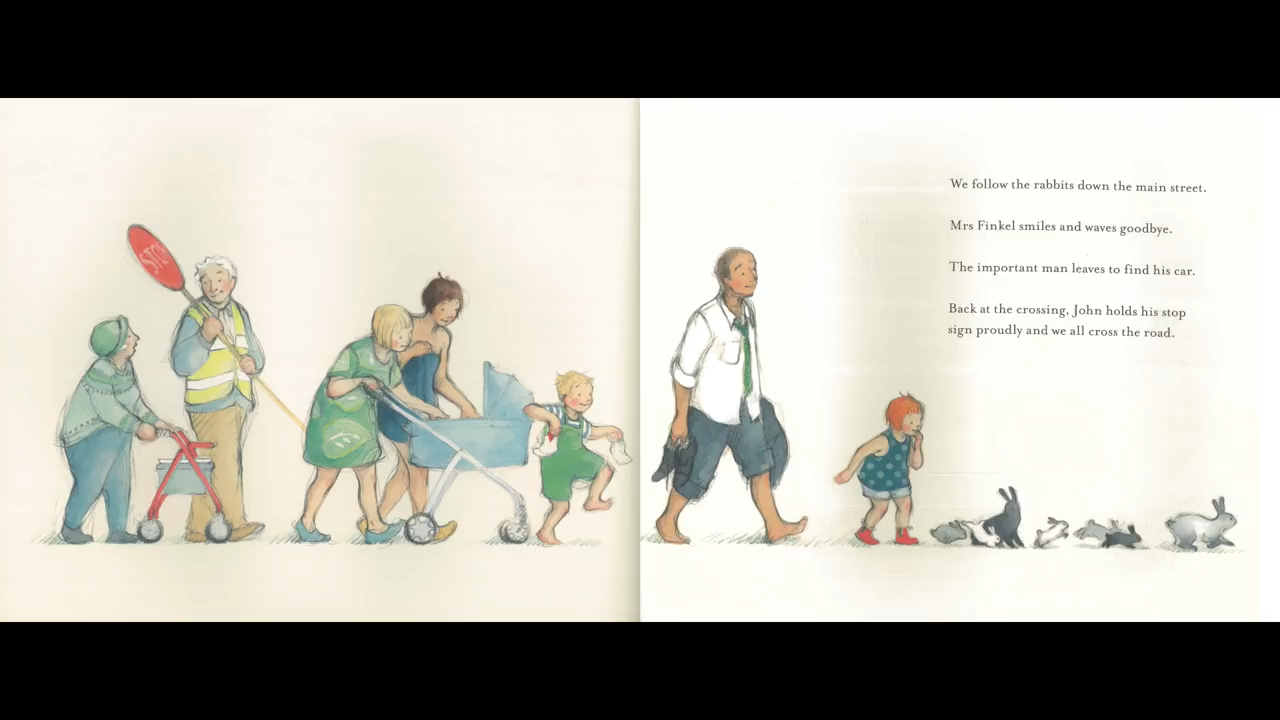 STOP
We follow the rabbits down the main street.
Mrs Finkel smiles and waves goodbye.
The important man leaves to find his car.
Back at the crossing, John holds his stop
sign proudly and we all cross the road.